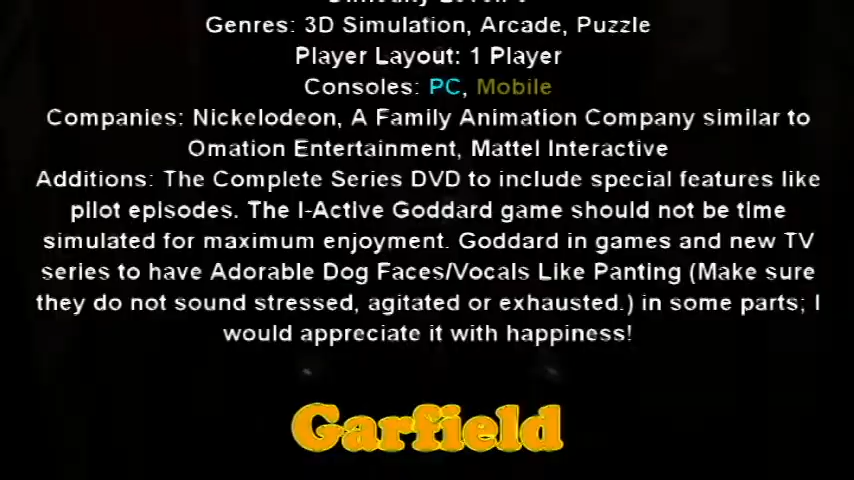 Genres: 3D Simulation, Arcade, Puzzle
Player Layout: 1 Player
Consoles: PC, Mobile
Companies: Nickelodeon, A Family Animation Company similar to
Omation Entertainment, Mattel Interactive
Additions: The Complete Series DVD to include special features like
pilot episodes. The I-Active Goddard game should not be time
simulated for maximum enjoyment. Goddard in games and new TV
series to have Adorable Dog Faces/Vocals Like Panting (Make sure
they do not sound stressed, agitated or exhausted.) in some parts; I
would appreciate it with happiness!
Garfield